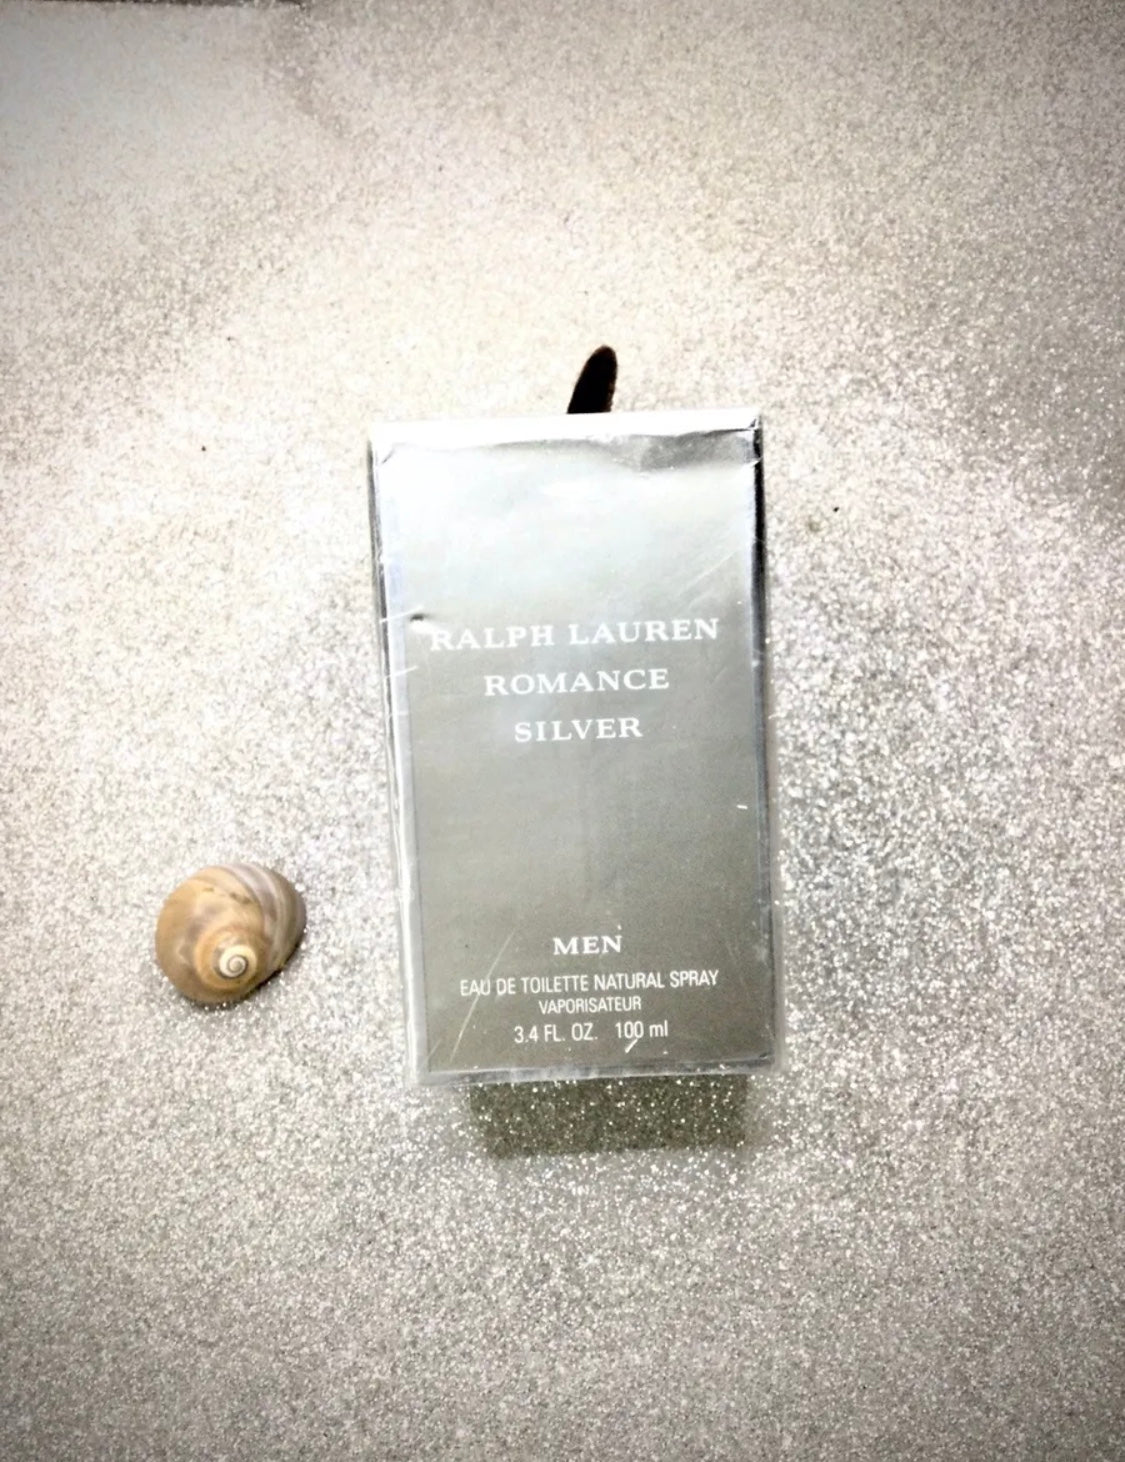 RALPH LAUREN
ROMANCE
SILVER
MEN
EAU DE TOILETTE NATURAL SPRAY
VAPORISATEUR
3.4 FL. OZ. 100 ml